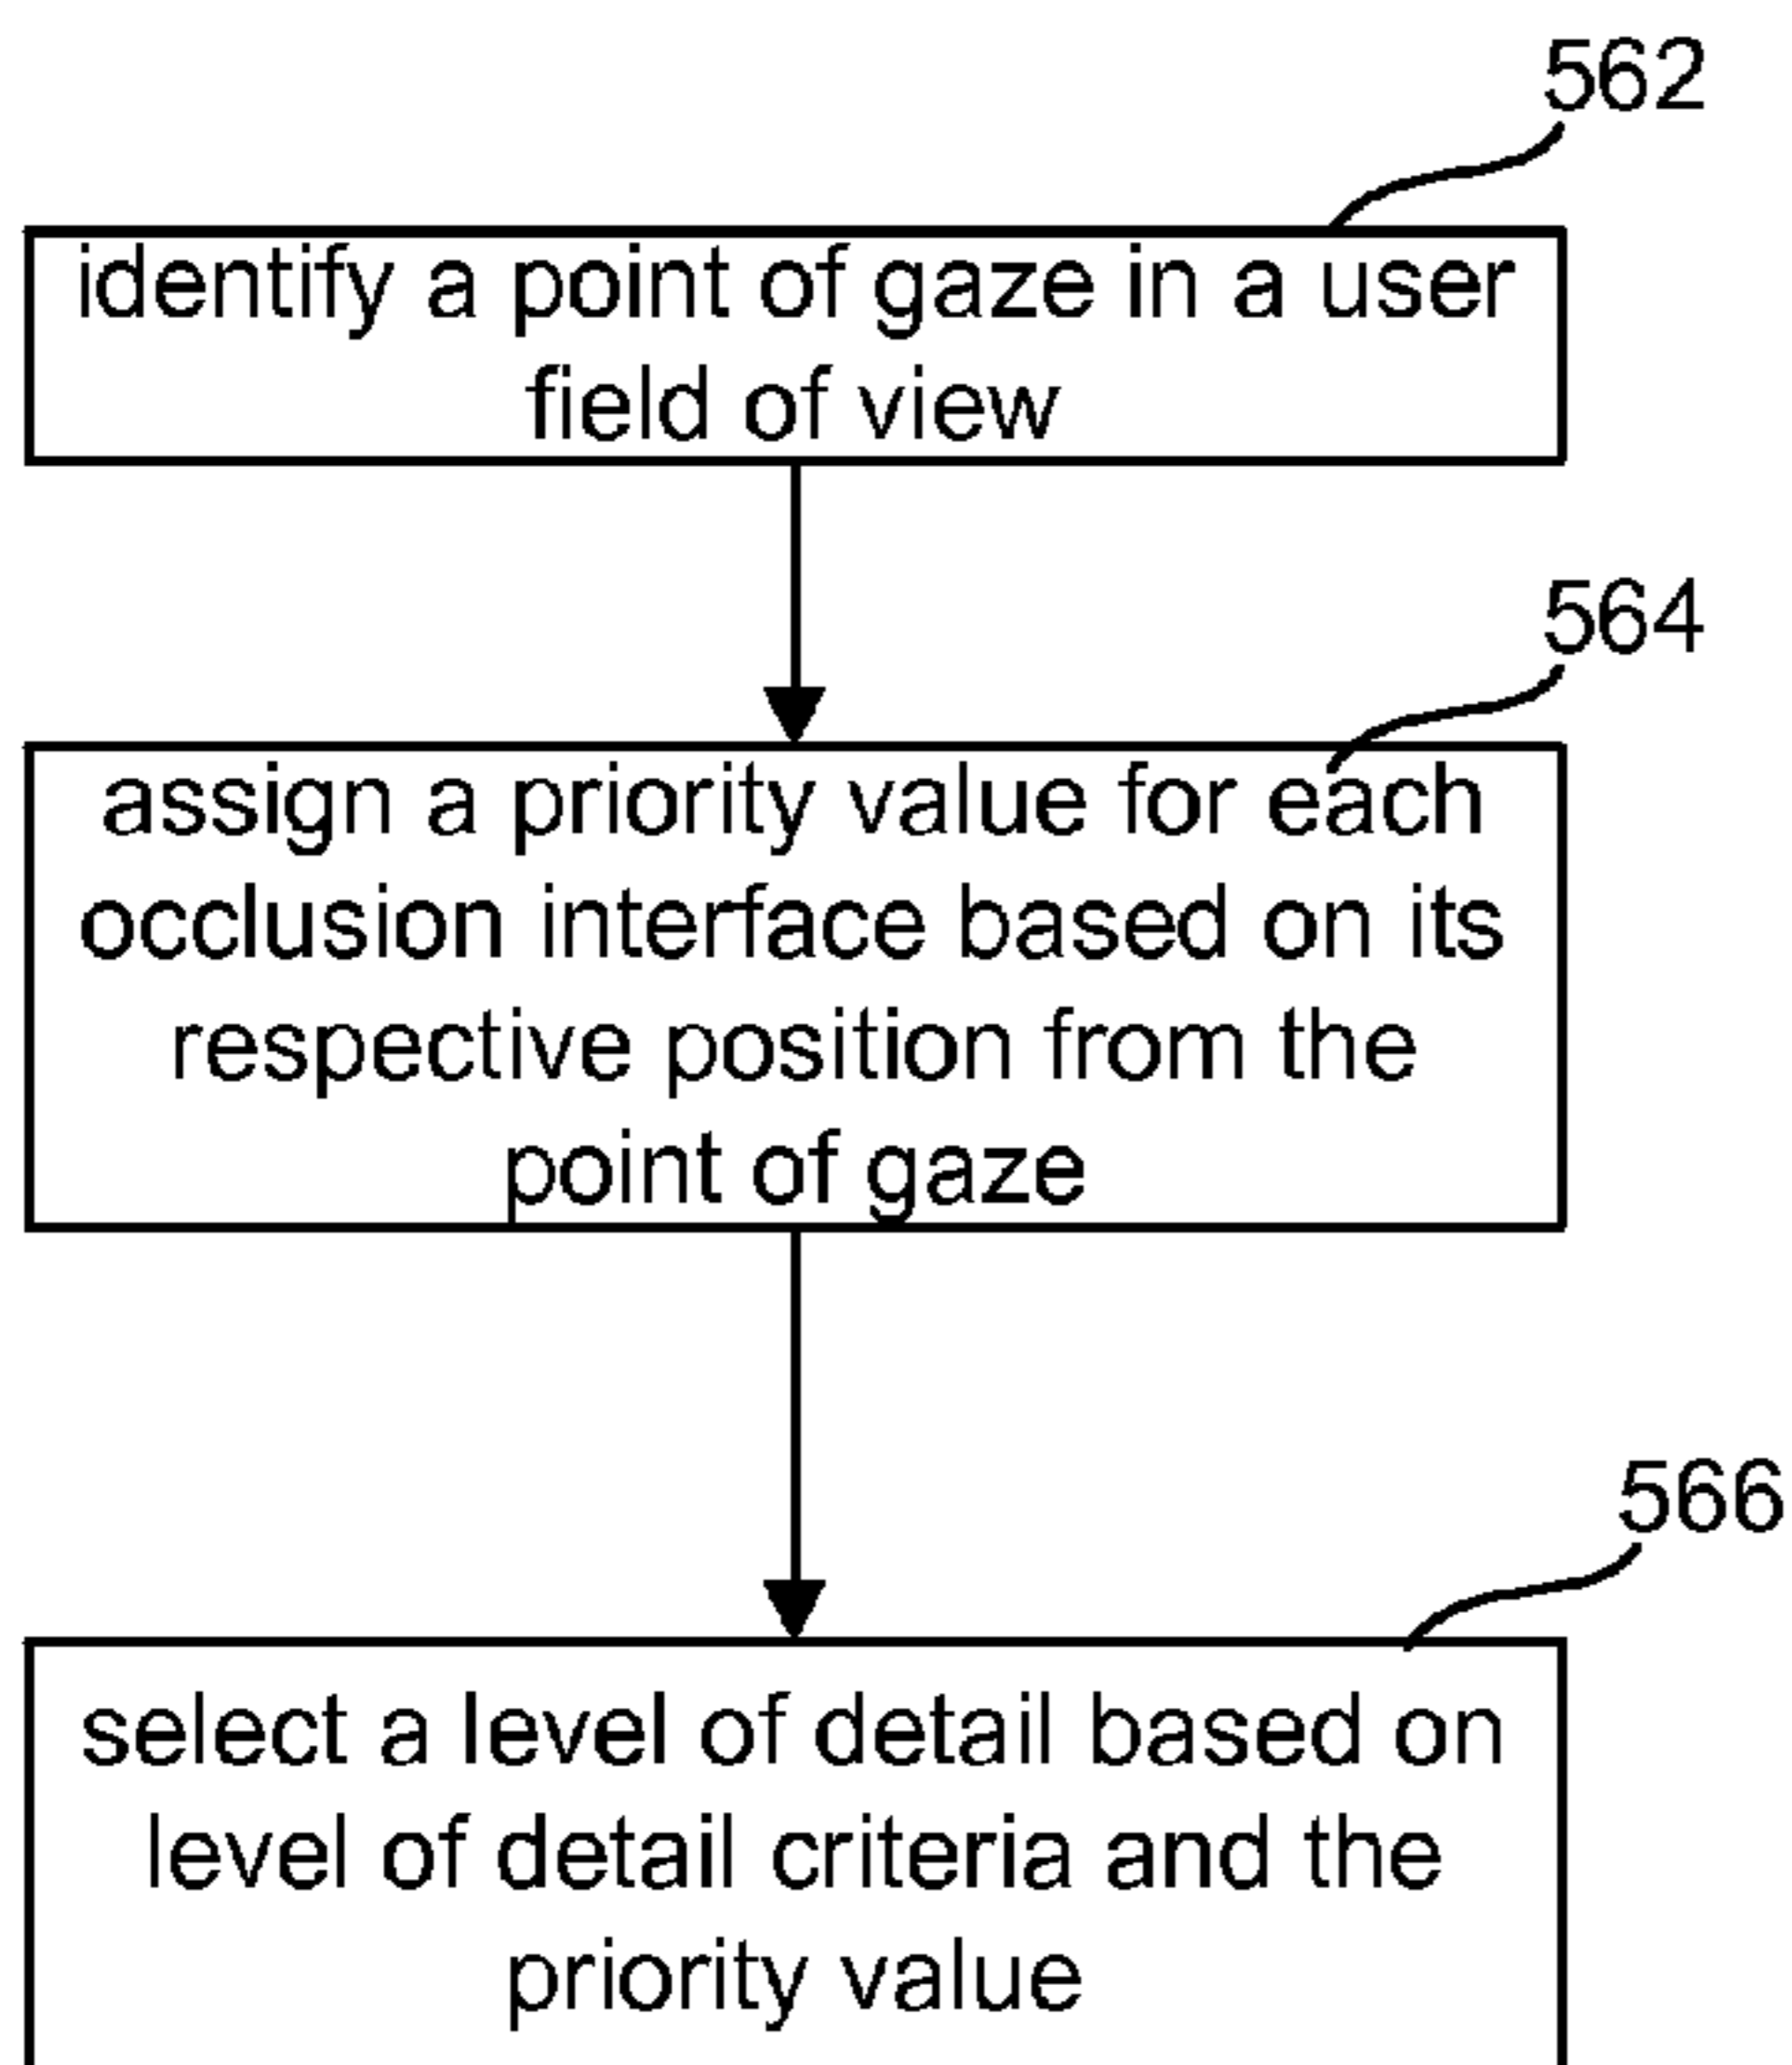 562
identify a point of gaze in a user
field of view
564
assign a priority value for each
occlusion interface based on its
respective position from the
point of gaze
566
select a level of detail based on
level of detail criteria and the
priority value